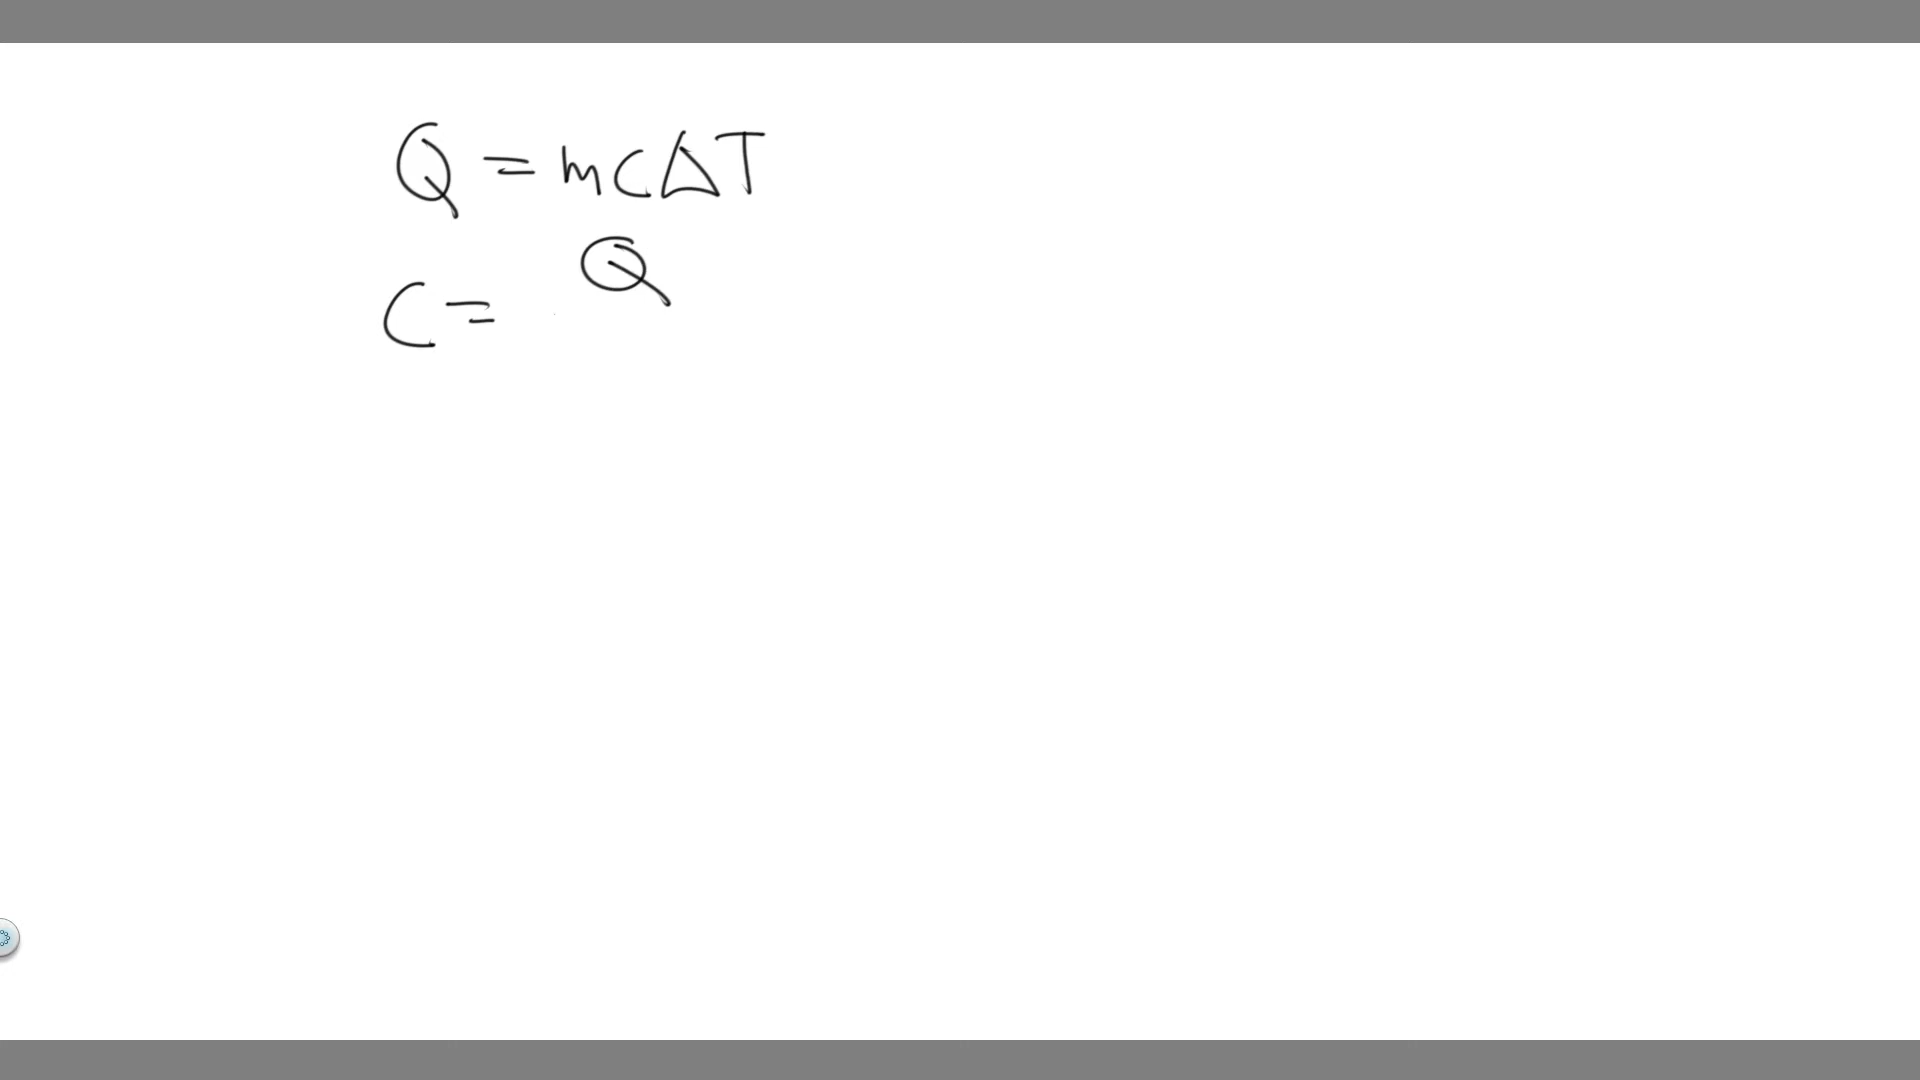 Q = mcΔT
C = Q